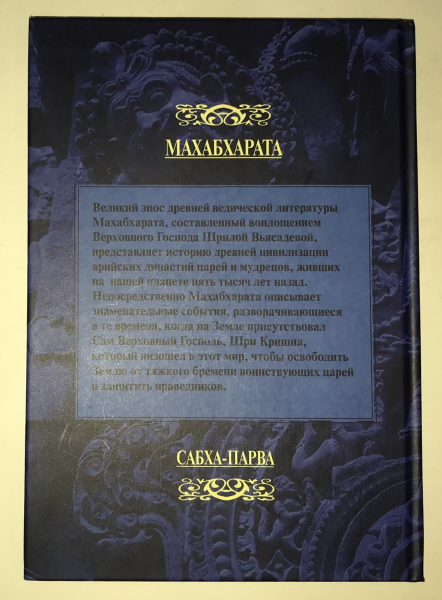 МАХАБХАРАТА
Великий эпос древней ведической литературы
Махабхарата, составленный воплощением
Верховного Господа Шрилой Вьясадевой,
представляет историю древней цивилизации
арийских династий царей и мудрецов, живших
на нашей планете пять тысяч лет назад.
Непосредственно Махабхарата описывает
знаменательные события, разворачивающиеся
в те времена, когда на Земле присутствовал
Сам Верховный Господь, Шри Кришна,
который низошел в этот мир, чтобы освободить
Землю от тяжкого бремени воинствующих царей
и защитить праведников.
САБХА-ПАРВА